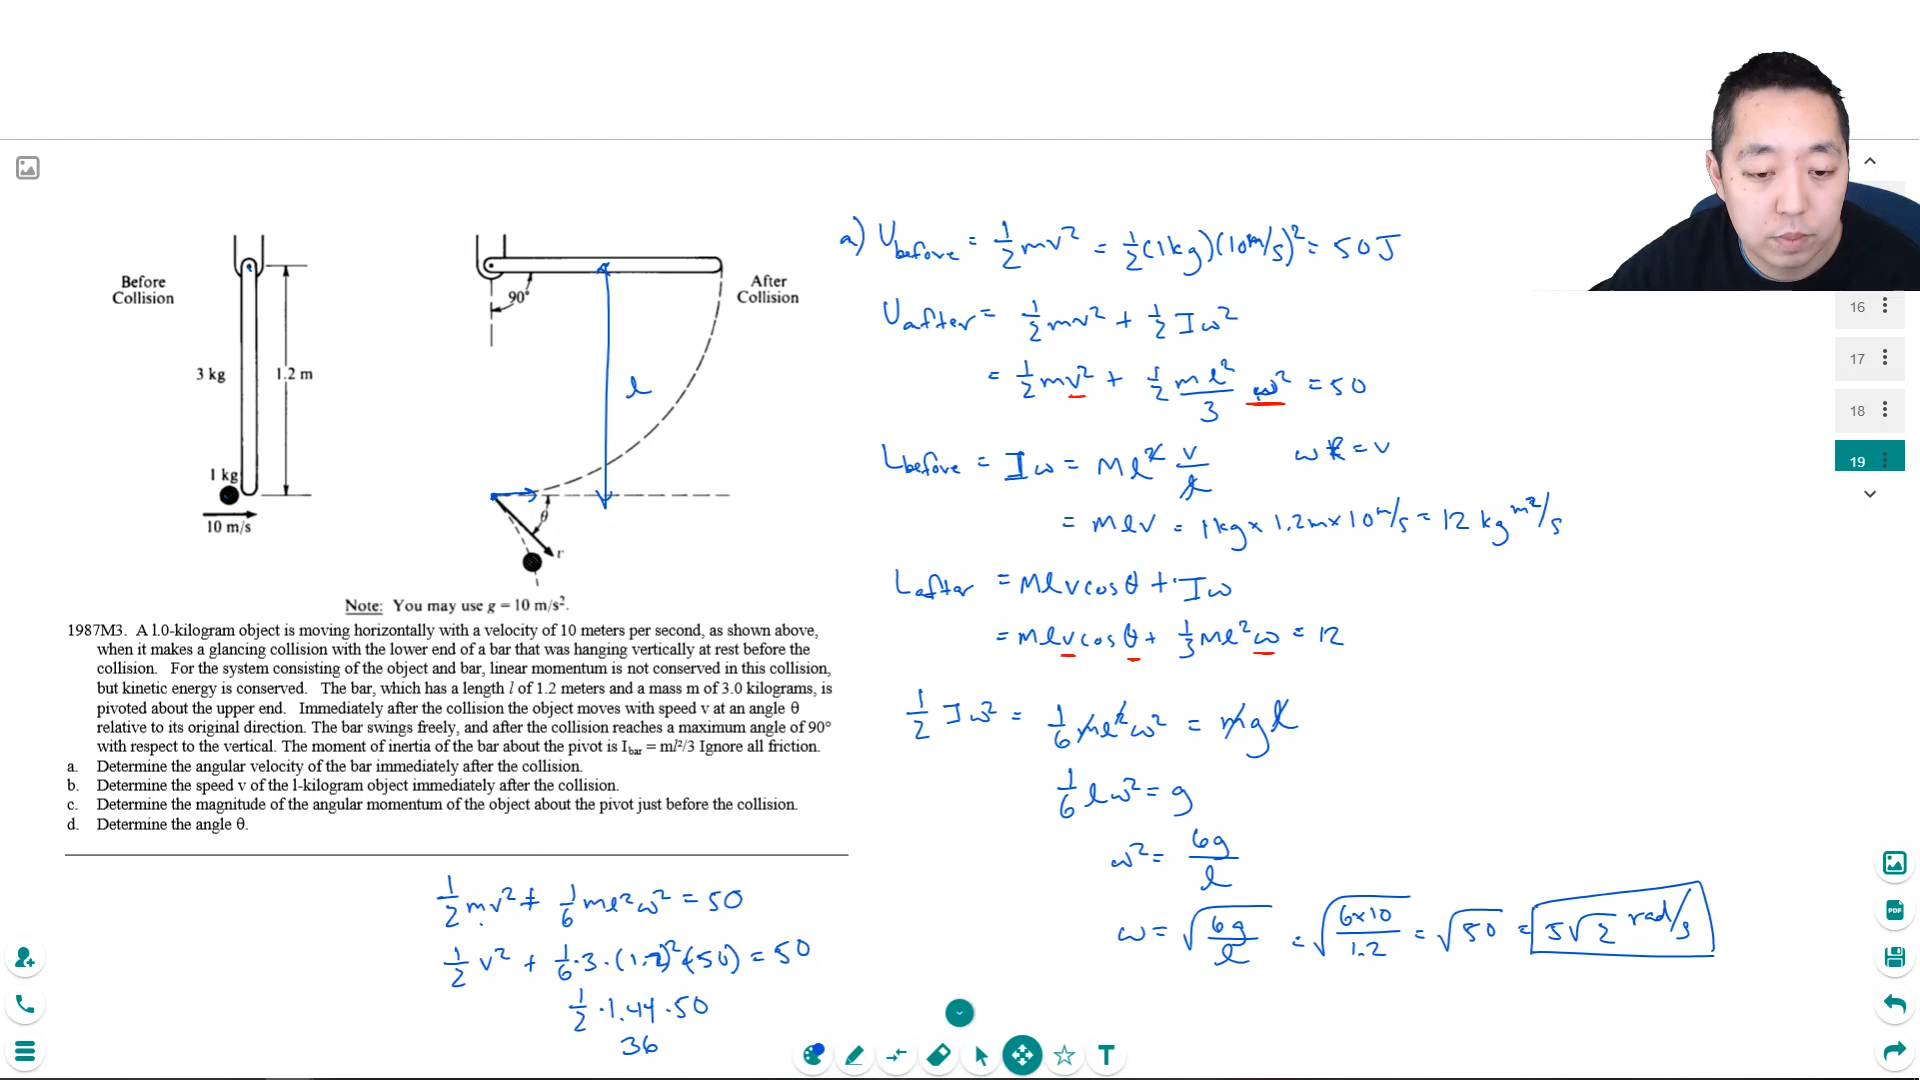 Before
Collision
3 kg
1.2 m
1 kg
10 m/s
90°
After
Collision
l
θ
r
Note: You may use g = 10 m/s².
1987M3. A 1.0-kilogram object is moving horizontally with a velocity of 10 meters per second, as shown above,
when it makes a glancing collision with the lower end of a bar that was hanging vertically at rest before the
collision. For the system consisting of the object and bar, linear momentum is not conserved in this collision,
but kinetic energy is conserved. The bar, which has a length l of 1.2 meters and a mass m of 3.0 kilograms, is
pivoted about the upper end. Immediately after the collision the object moves with speed v at an angle θ
relative to its original direction. The bar swings freely, and after the collision reaches a maximum angle of 90°
with respect to the vertical. The moment of inertia of the bar about the pivot is I_bar = ml²/3 Ignore all friction.
a. Determine the angular velocity of the bar immediately after the collision.
b. Determine the speed v of the l-kilogram object immediately after the collision.
c. Determine the magnitude of the angular momentum of the object about the pivot just before the collision.
d. Determine the angle θ.
1/2 mv² + 1/6 ml²ω² = 50
1/2 v² + 1/6 · 3 · (1.2)² (50) = 50
1/2 · 1.44 · 50
36
a) U before = 1/2 mv² = 1/2 (1kg)(10 m/s)² = 50 J
U after = 1/2 mv² + 1/2 Iω²
= 1/2 mv² + 1/2 ml²/3 ω² = 50
L before = Iω = ml² v/l ωR = v
= mlv = 1kg × 1.2m × 10 m/s = 12 kg m²/s
L after = mlv cos θ + Iω
= mlv cos θ + 1/3 ml²ω = 12
1/2 Iω² = 1/6 ml²ω² = mgl
1/6 lω² = g
ω² = 6g/l
ω = √(6g/l) = √(6×10/1.2) = √50 = 5√2 rad/s
16
17
18
19
PDF
T